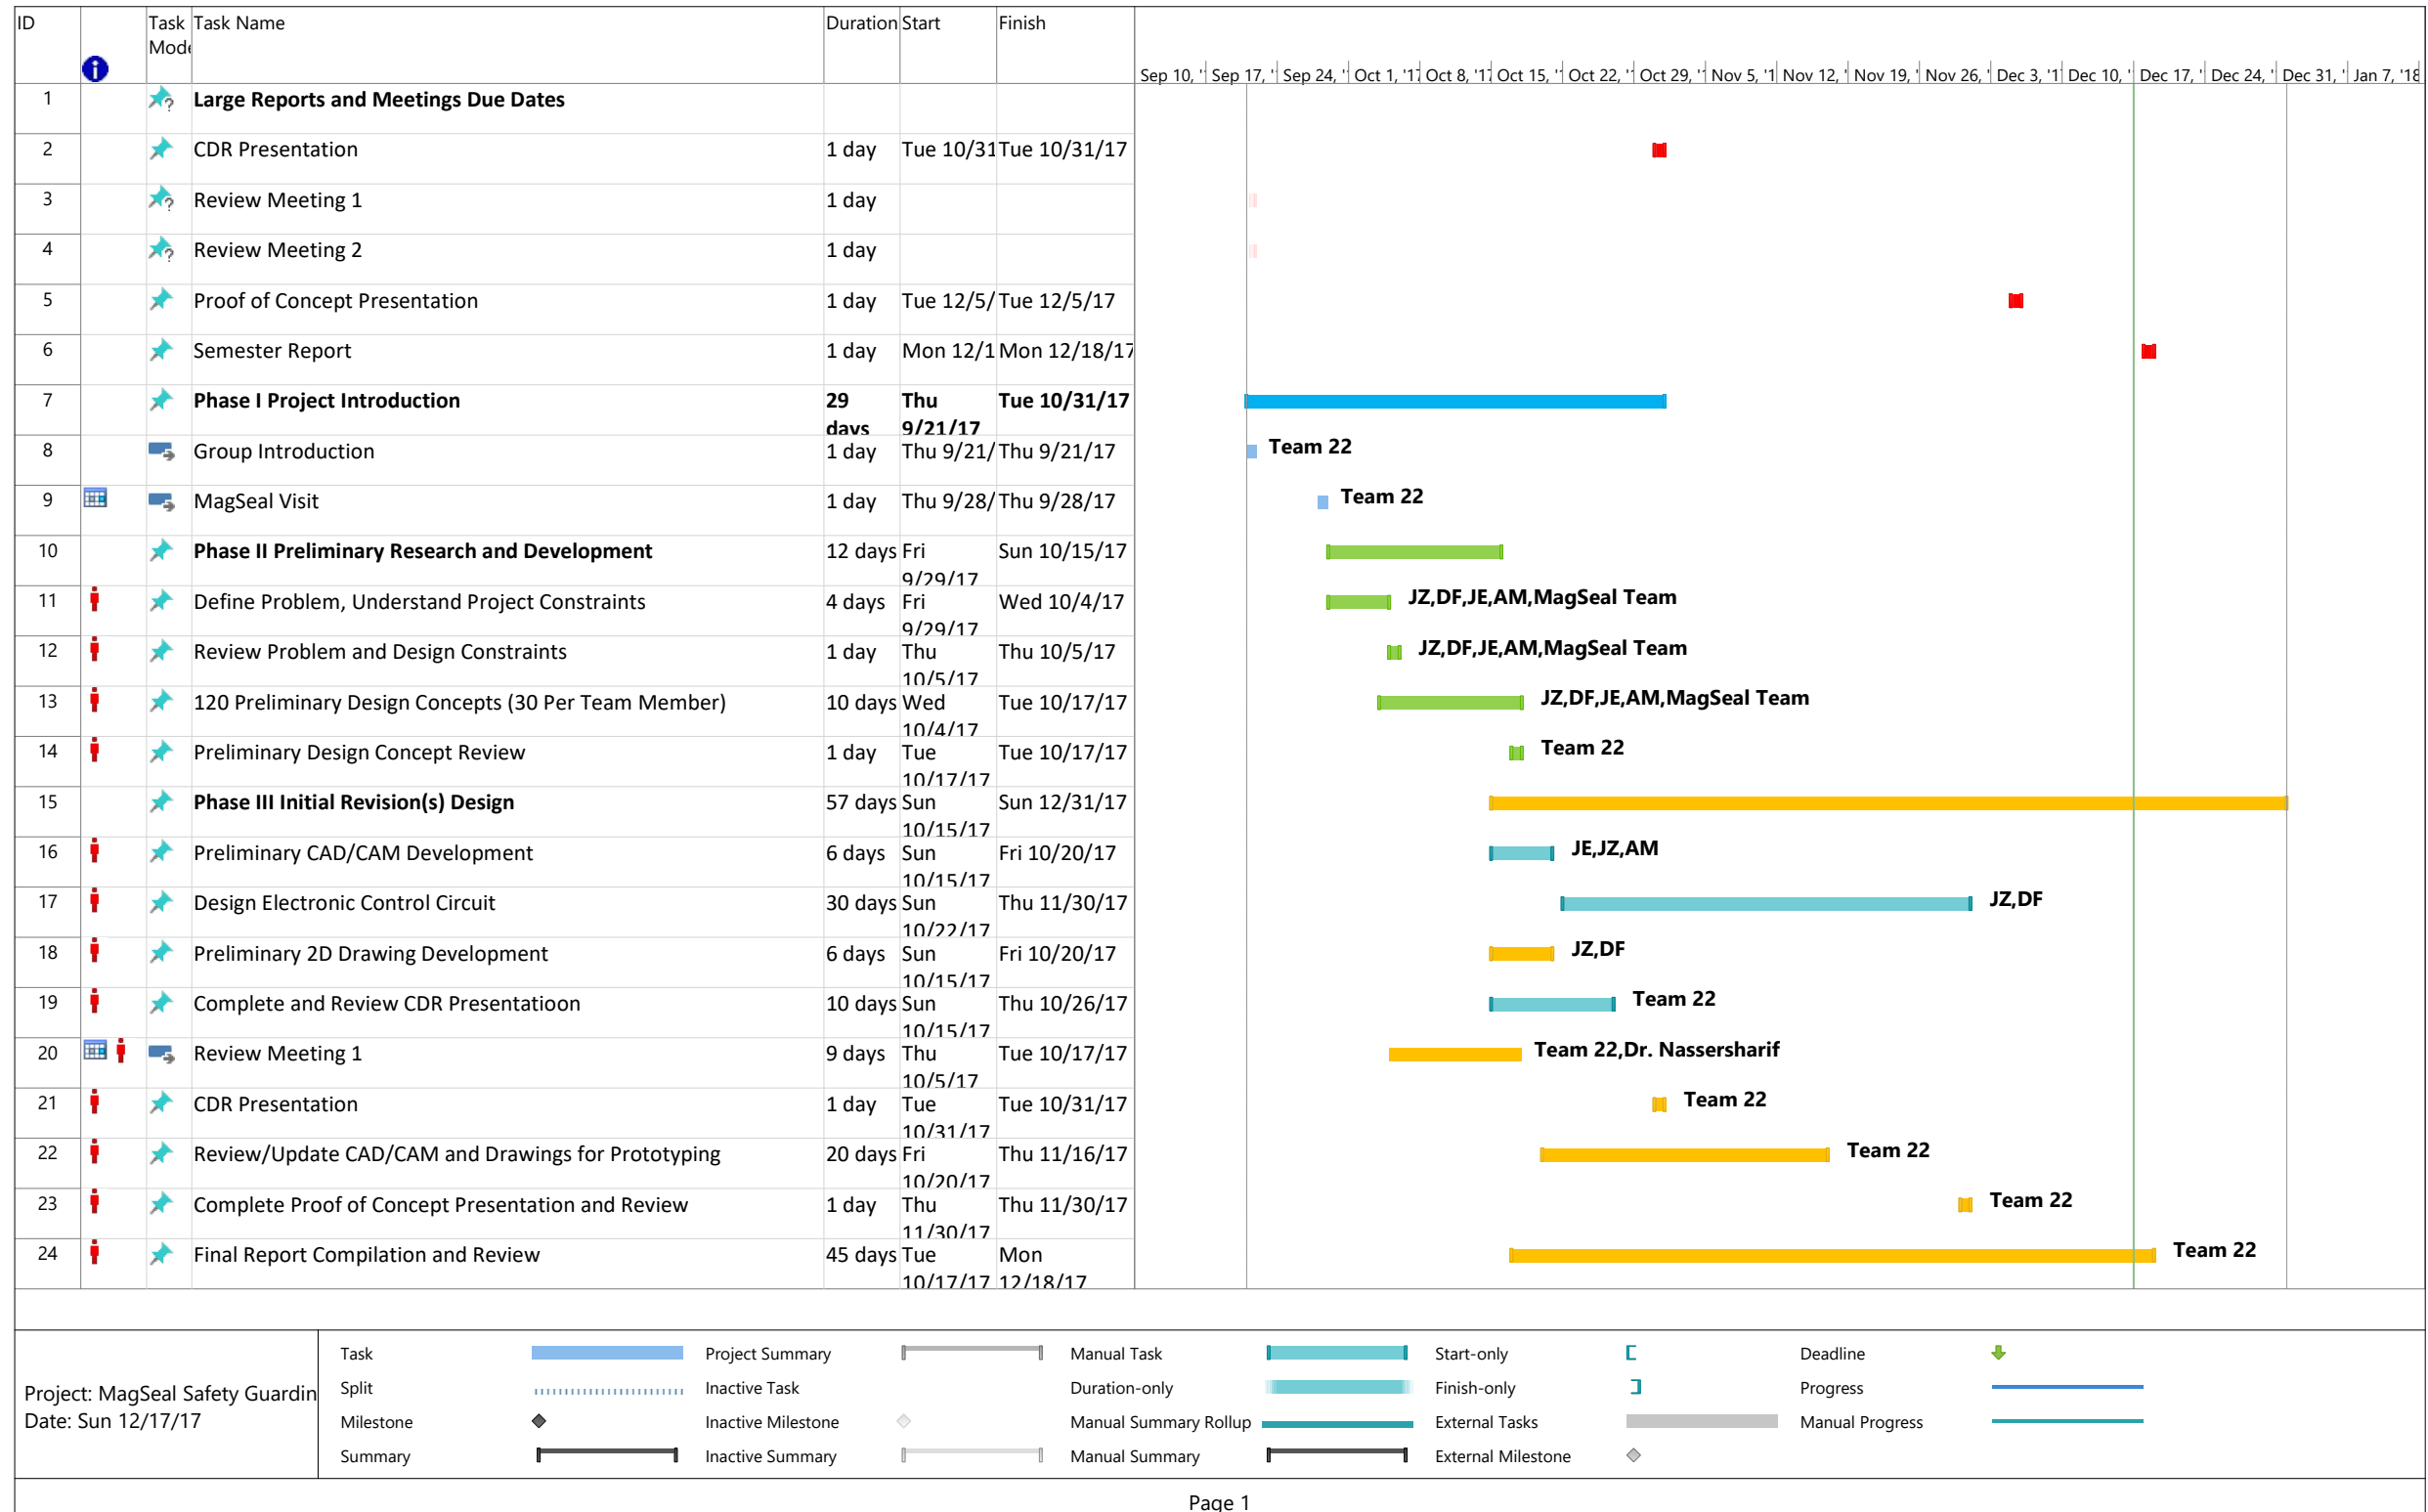 ID Task Task Name Duration Start Finish
Mode
Sep 10, ' Sep 17, ' Sep 24, ' Oct 1, '17 Oct 8, '17 Oct 15, ' Oct 22, ' Oct 29, ' Nov 5, '1 Nov 12, ' Nov 19, ' Nov 26, ' Dec 3, '1 Dec 10, ' Dec 17, ' Dec 24, ' Dec 31, ' Jan 7, '18
1 Large Reports and Meetings Due Dates
2 CDR Presentation 1 day Tue 10/31 Tue 10/31/17
3 Review Meeting 1 1 day
4 Review Meeting 2 1 day
5 Proof of Concept Presentation 1 day Tue 12/5/ Tue 12/5/17
6 Semester Report 1 day Mon 12/1 Mon 12/18/17
7 Phase I Project Introduction 29 Thu Tue 10/31/17
days 9/21/17
8 Group Introduction 1 day Thu 9/21/ Thu 9/21/17 Team 22
9 MagSeal Visit 1 day Thu 9/28/ Thu 9/28/17 Team 22
10 Phase II Preliminary Research and Development 12 days Fri Sun 10/15/17
9/29/17
11 Define Problem, Understand Project Constraints 4 days Fri Wed 10/4/17 JZ,DF,JE,AM,MagSeal Team
9/29/17
12 Review Problem and Design Constraints 1 day Thu Thu 10/5/17 JZ,DF,JE,AM,MagSeal Team
10/5/17
13 120 Preliminary Design Concepts (30 Per Team Member) 10 days Wed Tue 10/17/17 JZ,DF,JE,AM,MagSeal Team
10/4/17
14 Preliminary Design Concept Review 1 day Tue Tue 10/17/17 Team 22
10/17/17
15 Phase III Initial Revision(s) Design 57 days Sun Sun 12/31/17
10/15/17
16 Preliminary CAD/CAM Development 6 days Sun Fri 10/20/17 JE,JZ,AM
10/15/17
17 Design Electronic Control Circuit 30 days Sun Thu 11/30/17 JZ,DF
10/22/17
18 Preliminary 2D Drawing Development 6 days Sun Fri 10/20/17 JZ,DF
10/15/17
19 Complete and Review CDR Presentatioon 10 days Sun Thu 10/26/17 Team 22
10/15/17
20 Review Meeting 1 9 days Thu Tue 10/17/17 Team 22,Dr. Nassersharif
10/5/17
21 CDR Presentation 1 day Tue Tue 10/31/17 Team 22
10/31/17
22 Review/Update CAD/CAM and Drawings for Prototyping 20 days Fri Thu 11/16/17 Team 22
10/20/17
23 Complete Proof of Concept Presentation and Review 1 day Thu Thu 11/30/17 Team 22
11/30/17
24 Final Report Compilation and Review 45 days Tue Mon Team 22
10/17/17 12/18/17
Project: MagSeal Safety Guardin
Date: Sun 12/17/17
Task Project Summary Manual Task Start-only Deadline
Split Inactive Task Duration-only Finish-only Progress
Milestone Inactive Milestone Manual Summary Rollup External Tasks Manual Progress
Summary Inactive Summary Manual Summary External Milestone
Page 1